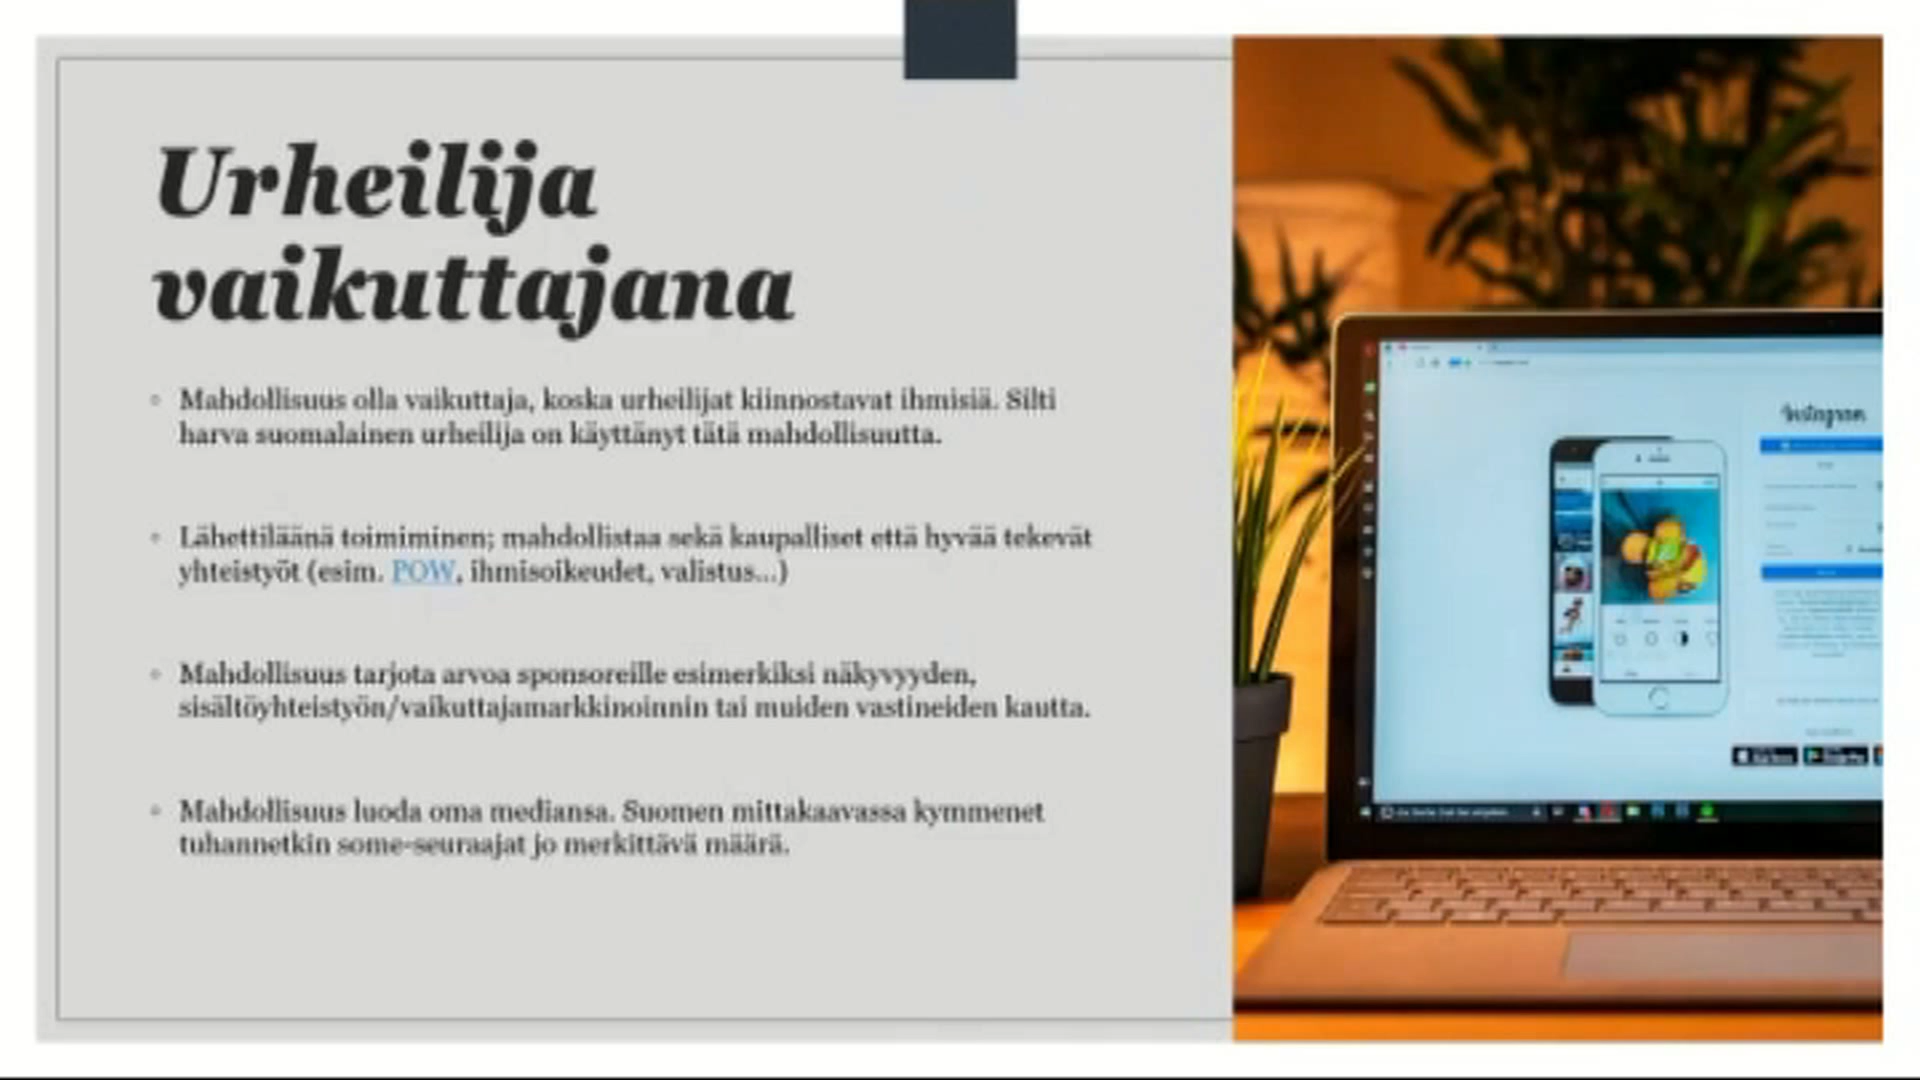 Urheilija
vaikuttajana
Mahdollisuus olla vaikuttaja, koska urheilijat kiinnostavat ihmisiä. Silti
harva suomalainen urheilija on käyttänyt tätä mahdollisuutta.
Lähettiläänä toimiminen; mahdollistaa sekä kaupalliset että hyvää tekevät
yhteistyöt (esim. POW, ihmisoikeudet, valistus...)
Mahdollisuus tarjota arvoa sponsoreille esimerkiksi näkyvyyden,
sisältöyhteistyön/vaikuttajamarkkinoinnin tai muiden vastineiden kautta.
Mahdollisuus luoda oma mediansa. Suomen mittakaavassa kymmenet
tuhannetkin some-seuraajat jo merkittävä määrä.
Instagram